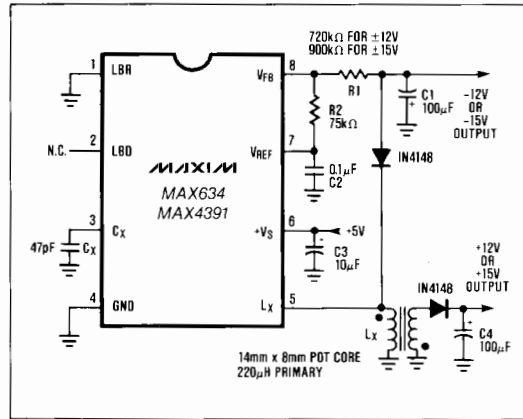 720kΩ FOR ±12V
900kΩ FOR ±15V
1 LBR
VFB 8
R1
C1
100µF
+
-12V
OR
-15V
OUTPUT
R2
75kΩ
N.C. 2 LBD
VREF 7
MAXIM
MAX634
MAX4391
0.1µF
C2
IN4148
3 CX
47pF CX
+VS 6
+5V
C3
10µF
+12V
OR
+15V
OUTPUT
IN4148
4 GND
LX 5
LX
+
C4
100µF
14mm x 8mm POT CORE
220µH PRIMARY